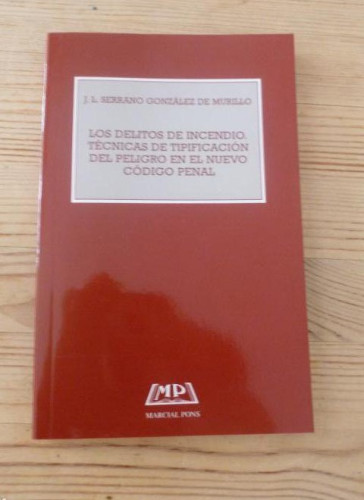 J. L. SERRANO GONZÁLEZ DE MURILLO
LOS DELITOS DE INCENDIO.
TÉCNICAS DE TIPIFICACIÓN
DEL PELIGRO EN EL NUEVO
CÓDIGO PENAL
MP
MARCIAL PONS